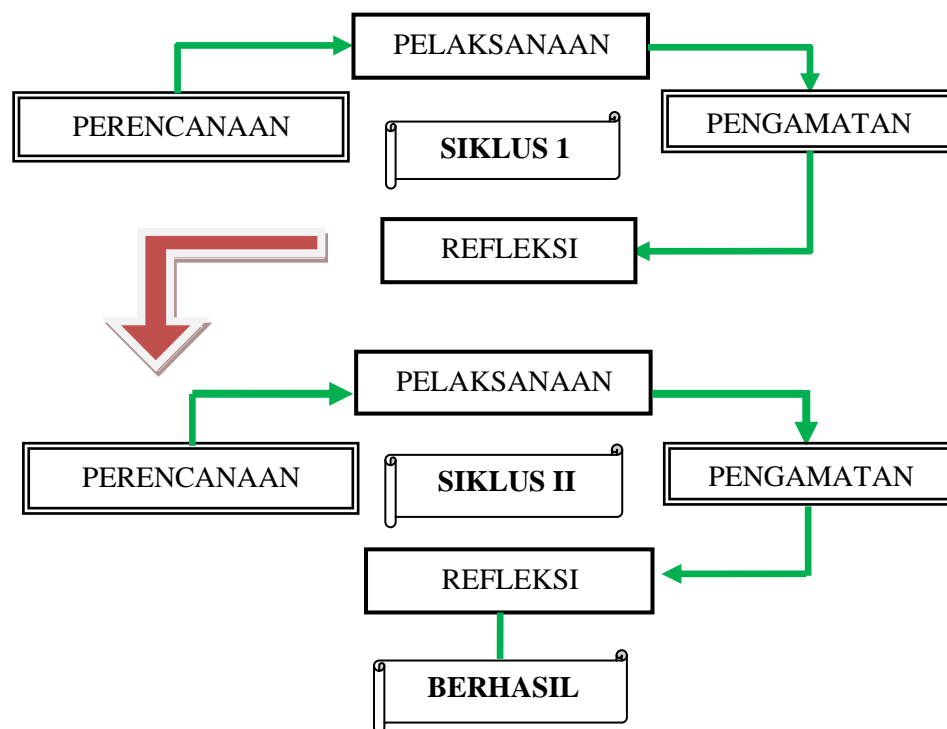 PELAKSANAAN
PERENCANAAN
PENGAMATAN
SIKLUS 1
REFLEKSI
PELAKSANAAN
PERENCANAAN
SIKLUS II
PENGAMATAN
REFLEKSI
BERHASIL